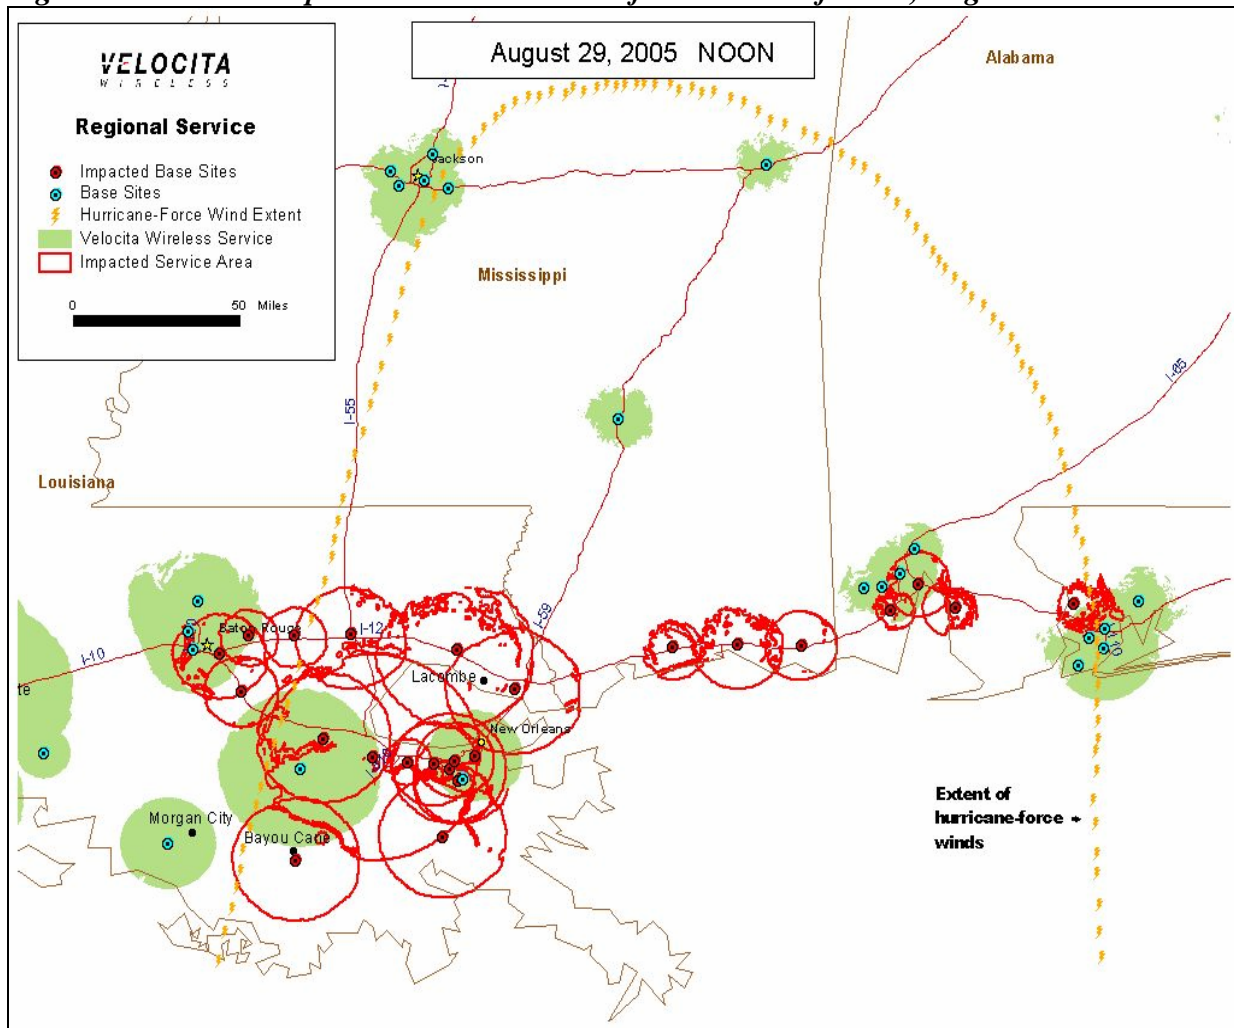 August 29, 2005 NOON
VELOCITA
WIRELESS
Regional Service
Impacted Base Sites
Base Sites
Hurricane-Force Wind Extent
Velocita Wireless Service
Impacted Service Area
0 50 Miles
Alabama
Jackson
Mississippi
I-55
I-65
Louisiana
I-59
Baton Rouge
I-12
I-10
Lacombe
te
New Orleans
I-10
Morgan City
Bayou Cane
Extent of
hurricane-force
winds